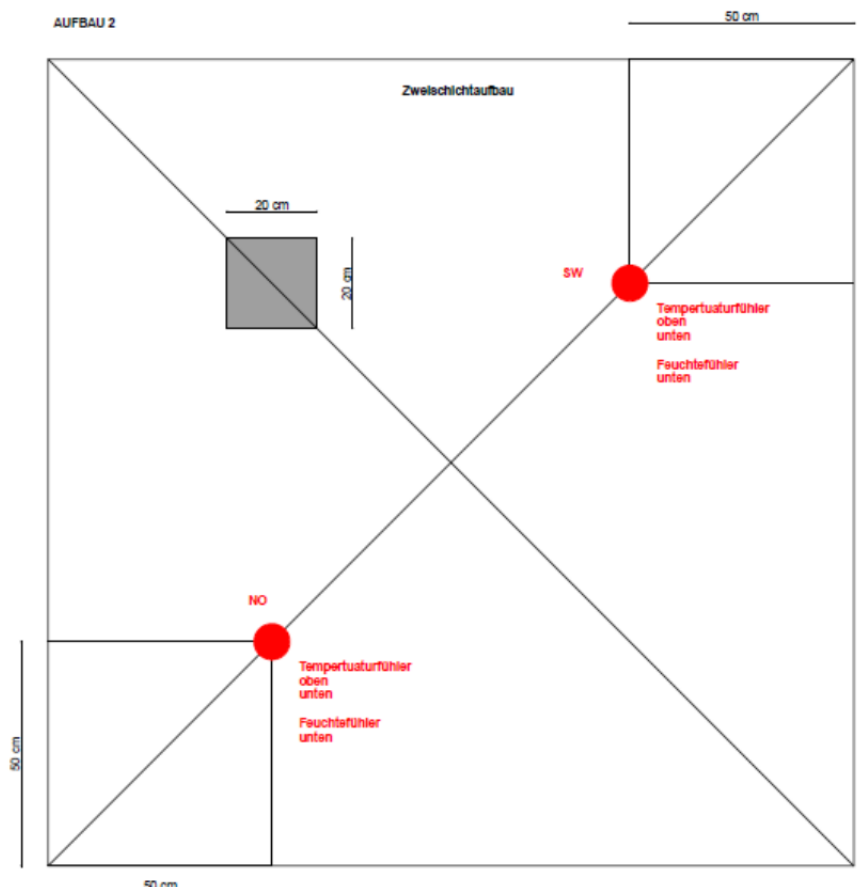 AUFBAU 2
50 cm
Zweischichtaufbau
20 cm
20 cm
SW
Tempertuaturfühler
oben
unten
Feuchtefühler
unten
NO
Tempertuaturfühler
oben
unten
Feuchtefühler
unten
50 cm
50 cm